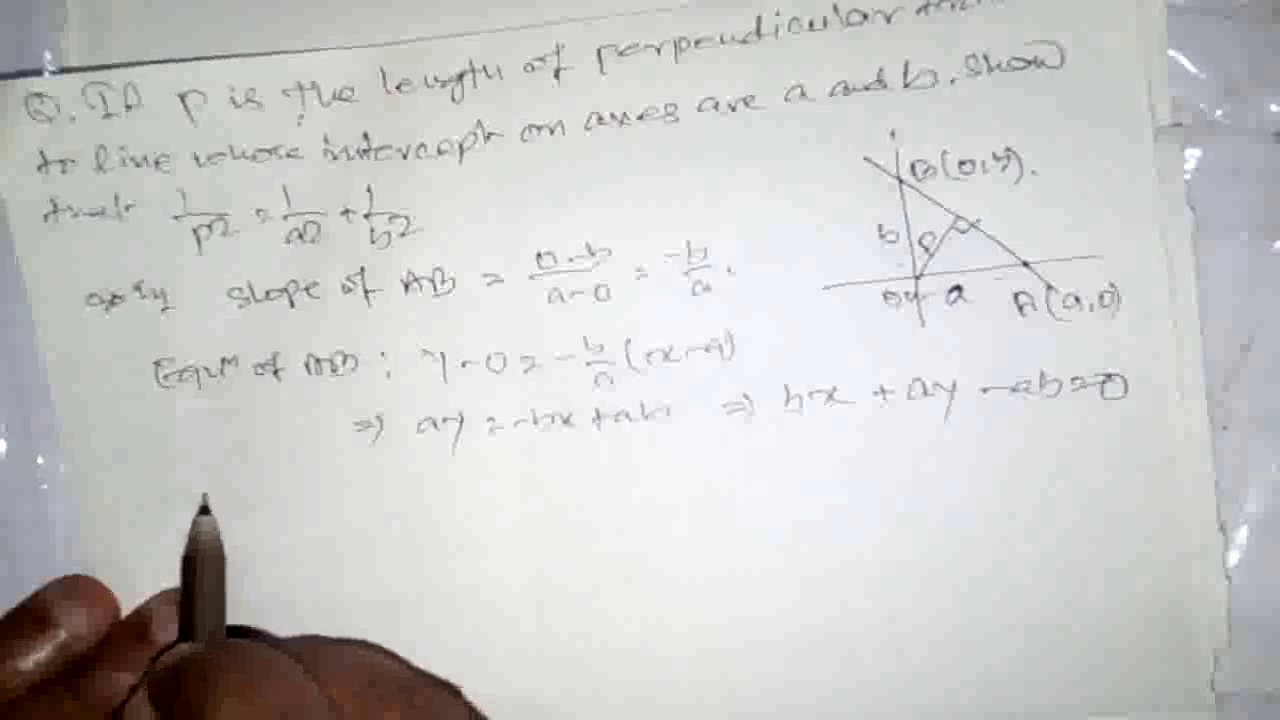 Q. If p is the length of perpendicular
to line whose intercept on axes are a and b. show
that 1/p2 = 1/a2 + 1/b2
B(0,b).
b p
slope of AB = 0-b/a-0 = -b/a.
O a A(a,0)
Equn of AB : y-0 = -b/a (x-a)
⇒ ay = -bx + ab ⇒ bx + ay - ab = 0